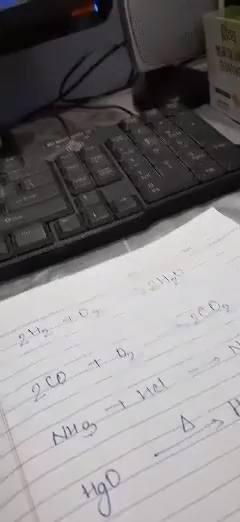 2H₂ + O₂ 2H₂O
2CO + O₂ 2CO₂
NH₃ + HCl → N
HgO —Δ→ H